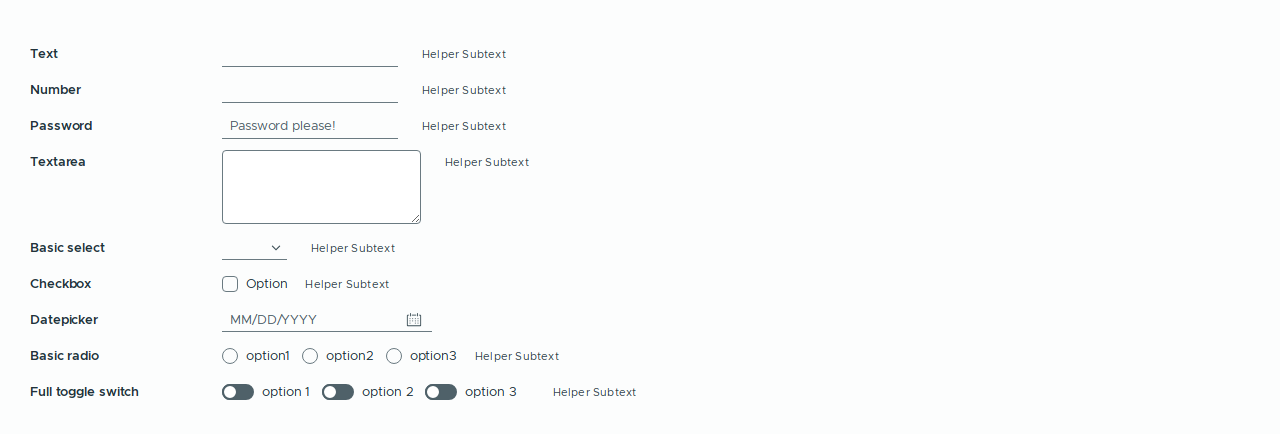 Text Helper Subtext
Number Helper Subtext
Password Password please! Helper Subtext
Textarea Helper Subtext
Basic select Helper Subtext
Checkbox Option Helper Subtext
Datepicker MM/DD/YYYY
Basic radio option1 option2 option3 Helper Subtext
Full toggle switch option 1 option 2 option 3 Helper Subtext